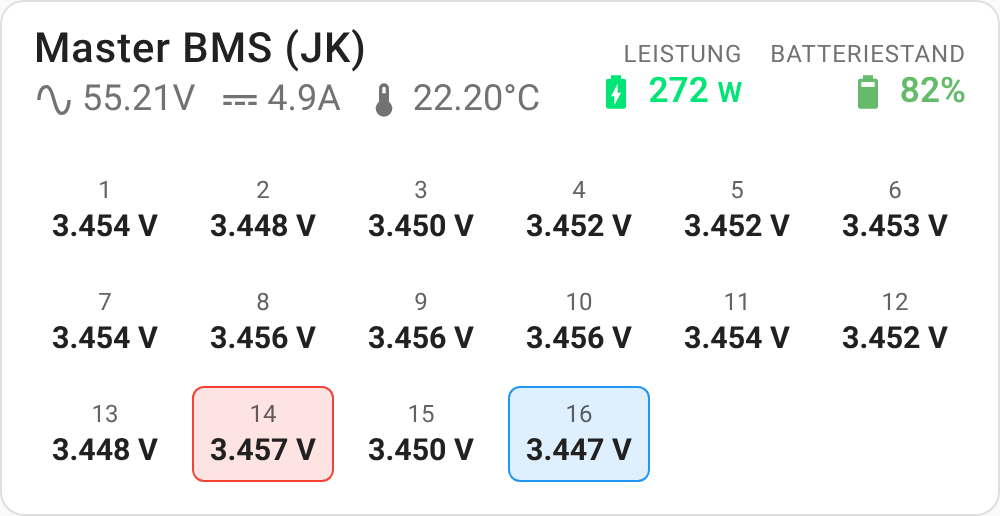 Master BMS (JK)
LEISTUNG BATTERIESTAND
55.21V 4.9A 22.20°C 272 W 82%
1 2 3 4 5 6
3.454 V 3.448 V 3.450 V 3.452 V 3.452 V 3.453 V
7 8 9 10 11 12
3.454 V 3.456 V 3.456 V 3.456 V 3.454 V 3.452 V
13 14 15 16
3.448 V 3.457 V 3.450 V 3.447 V